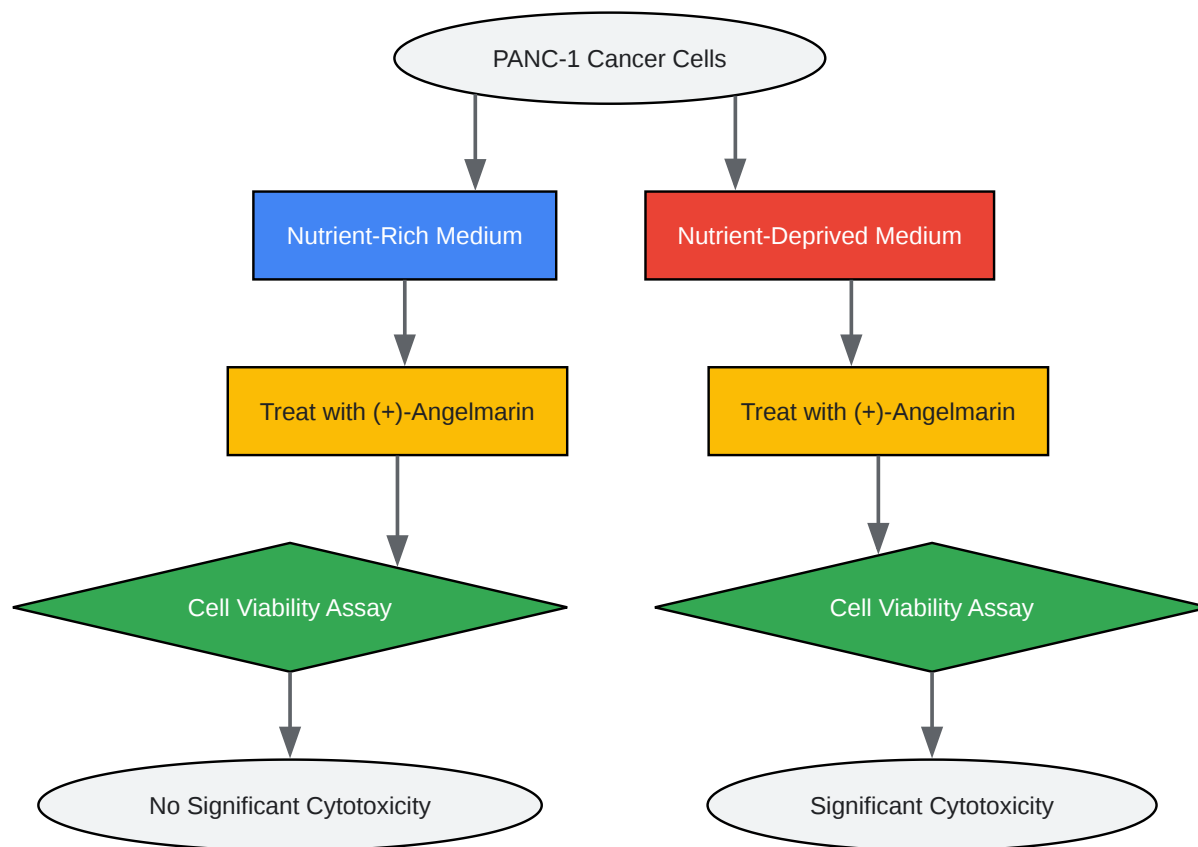 PANC-1 Cancer Cells
Nutrient-Rich Medium
Nutrient-Deprived Medium
Treat with (+)-Angelmarin
Treat with (+)-Angelmarin
Cell Viability Assay
Cell Viability Assay
No Significant Cytotoxicity
Significant Cytotoxicity